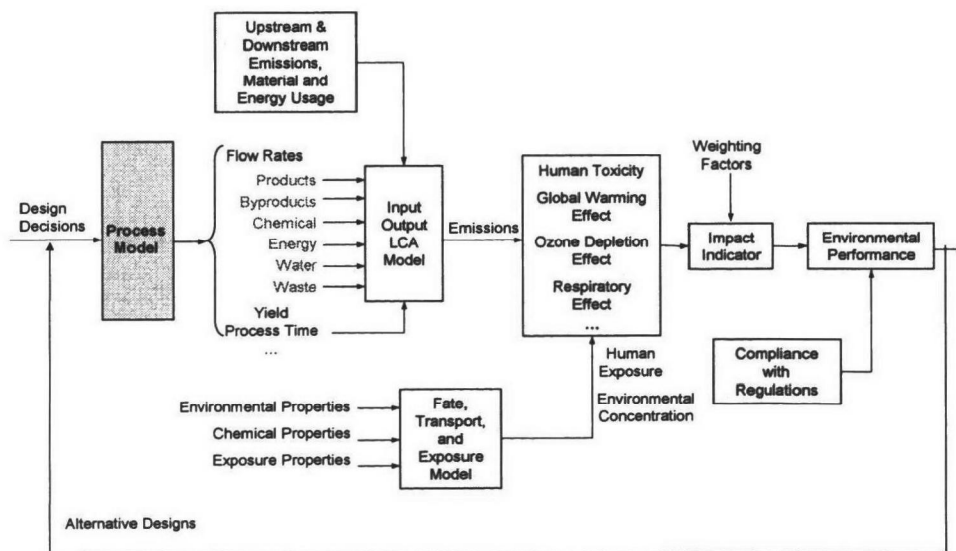 Upstream &
Downstream
Emissions,
Material and
Energy Usage
Design
Decisions
Process
Model
Flow Rates
Products
Byproducts
Chemical
Energy
Water
Waste
Yield
Process Time
...
Input
Output
LCA
Model
Emissions
Human Toxicity
Global Warming
Effect
Ozone Depletion
Effect
Respiratory
Effect
...
Weighting
Factors
Impact
Indicator
Environmental
Performance
Compliance
with
Regulations
Human
Exposure
Environmental
Concentration
Environmental Properties
Chemical Properties
Exposure Properties
Fate,
Transport,
and
Exposure
Model
Alternative Designs